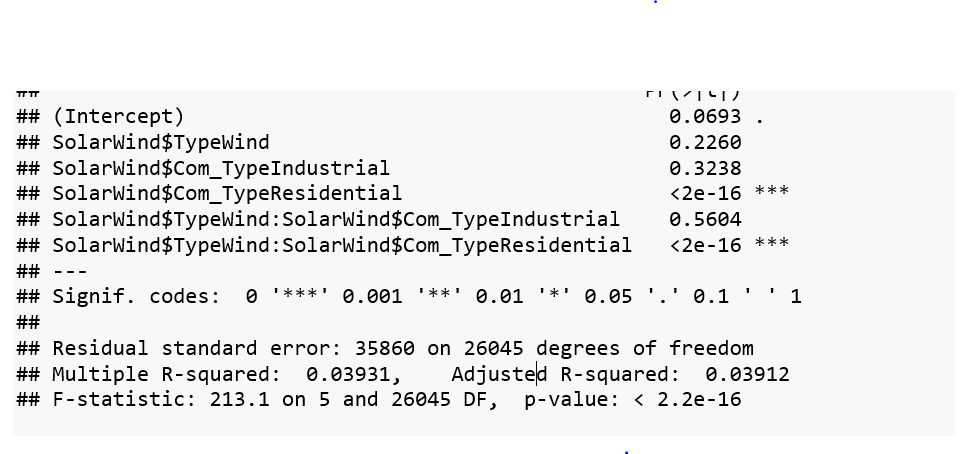 ## Pr(>|t|)
## (Intercept) 0.0693 .
## SolarWind$TypeWind 0.2260
## SolarWind$Com_TypeIndustrial 0.3238
## SolarWind$Com_TypeResidential <2e-16 ***
## SolarWind$TypeWind:SolarWind$Com_TypeIndustrial 0.5604
## SolarWind$TypeWind:SolarWind$Com_TypeResidential <2e-16 ***
## ---
## Signif. codes: 0 '***' 0.001 '**' 0.01 '*' 0.05 '.' 0.1 ' ' 1
##
## Residual standard error: 35860 on 26045 degrees of freedom
## Multiple R-squared: 0.03931, Adjusted R-squared: 0.03912
## F-statistic: 213.1 on 5 and 26045 DF, p-value: < 2.2e-16